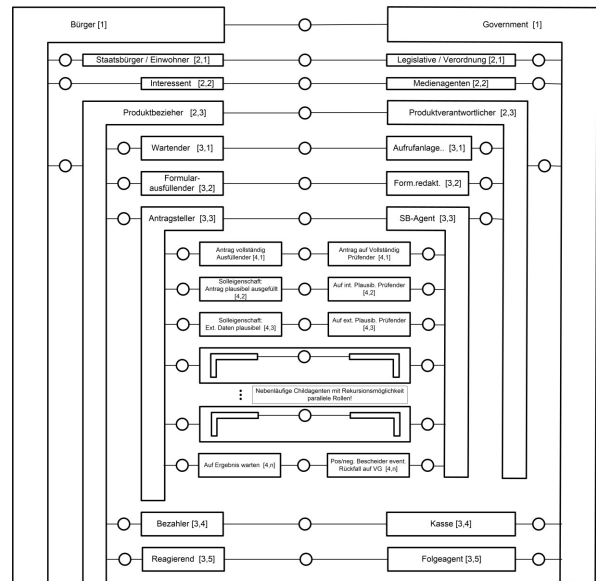 Bürger [1] Government [1]
Staatsbürger / Einwohner [2,1] Legislative / Verordnung [2,1]
Interessent [2,2] Medienagenten [2,2]
Produktbezieher [2,3] Produktverantwortlicher [2,3]
Wartender [3,1] Aufrufanlage.. [3,1]
Formular-
ausfüllender [3,2]
Form.redakt. [3,2]
Antragsteller [3,3] SB-Agent [3,3]
Antrag vollständig
Ausfüllender [4,1]
Antrag auf Vollständig
Prüfender [4,1]
Solleigenschaft:
Antrag plausibel ausgefüllt
[4,2]
Auf int. Plausib. Prüfender
[4,2]
Solleigenschaft:
Ext. Daten plausibel [4,3]
Auf ext. Plausib. Prüfender
[4,3]
Nebenläufige Childagenten mit Rekursionsmöglichkeit
parallele Rollen!
Auf Ergebnis warten [4,n]
Pos/neg. Bescheider event.
Rückfall auf VG [4,n]
Bezahler [3,4] Kasse [3,4]
Reagierend [3,5] Folgeagent [3,5]